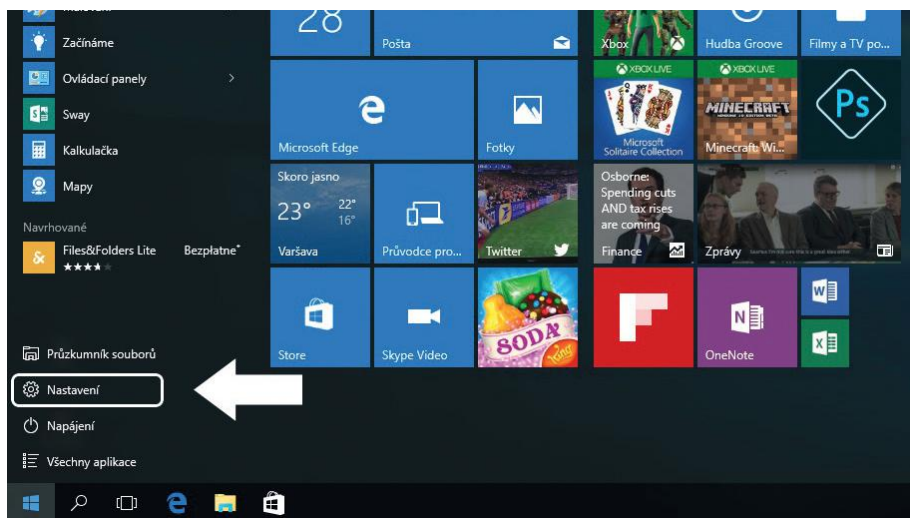 Začínáme
Ovládací panely
Sway
Kalkulačka
Mapy
Navrhované
Files&Folders Lite Bezplatne*
Průzkumník souborů
Nastavení
Napájení
Všechny aplikace
28
Pošta
Microsoft Edge
Fotky
Skoro jasno
23° 22°
16°
Varšava
Průvodce pro...
Twitter
Store
Skype Video
SODA
Xbox
Hudba Groove
Filmy a TV po...
XBOX LIVE
Microsoft
Solitaire Collection
XBOX LIVE
MINECRAFT
Minecraft: Wi...
Ps
Osborne:
Spending cuts
AND tax rises
are coming
Finance
Zprávy
OneNote
N
W
X